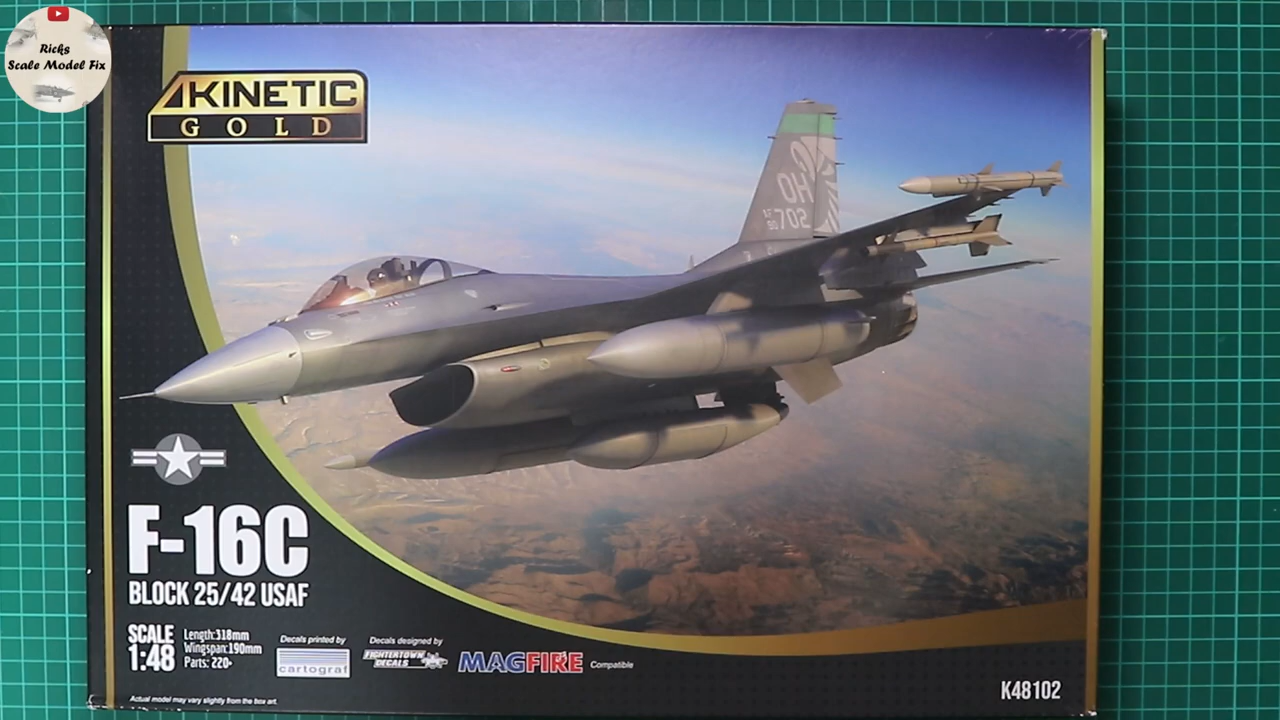 Ricks
Scale Model Fix
KINETIC
GOLD
OH
90 702
F-16C
BLOCK 25/42 USAF
SCALE
1:48
Length:318mm
Wingspan:190mm
Parts: 220+
Decals printed by
cartograf
Decals designed by
FIGHTERTOWN
DECALS
MAGFIRE Compatible
Actual model may vary slightly from the box art.
K48102